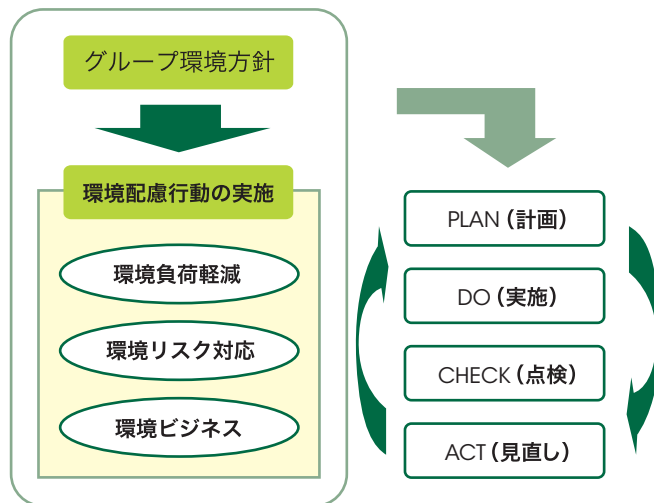 グループ環境方針
環境配慮行動の実施
環境負荷軽減
環境リスク対応
環境ビジネス
PLAN（計画）
DO（実施）
CHECK（点検）
ACT（見直し）